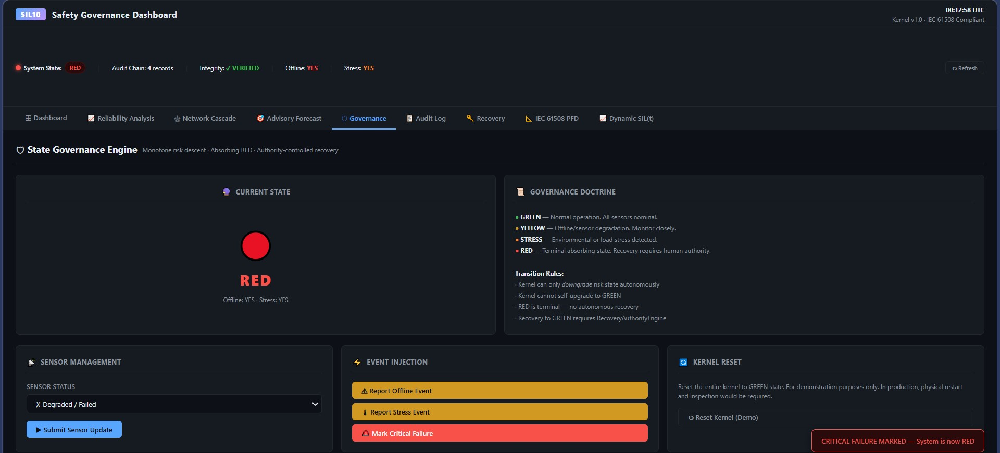 SIL10 Safety Governance Dashboard
00:12:58 UTC
Kernel v1.0 · IEC 61508 Compliant
System State: RED Audit Chain: 4 records Integrity: ✓ VERIFIED Offline: YES Stress: YES ↻ Refresh
Dashboard Reliability Analysis Network Cascade Advisory Forecast Governance Audit Log Recovery IEC 61508 PFD Dynamic SIL(t)
State Governance Engine Monotone risk descent · Absorbing RED · Authority-controlled recovery
CURRENT STATE
RED
Offline: YES · Stress: YES
GOVERNANCE DOCTRINE
● GREEN — Normal operation. All sensors nominal.
● YELLOW — Offline/sensor degradation. Monitor closely.
● STRESS — Environmental or load stress detected.
● RED — Terminal absorbing state. Recovery requires human authority.
Transition Rules:
· Kernel can only downgrade risk state autonomously
· Kernel cannot self-upgrade to GREEN
· RED is terminal — no autonomous recovery
· Recovery to GREEN requires RecoveryAuthorityEngine
SENSOR MANAGEMENT
SENSOR STATUS
✗ Degraded / Failed
▶ Submit Sensor Update
EVENT INJECTION
⚠ Report Offline Event
🌡 Report Stress Event
🚨 Mark Critical Failure
KERNEL RESET
Reset the entire kernel to GREEN state. For demonstration purposes only. In production, physical restart
and inspection would be required.
↺ Reset Kernel (Demo)
CRITICAL FAILURE MARKED — System is now RED